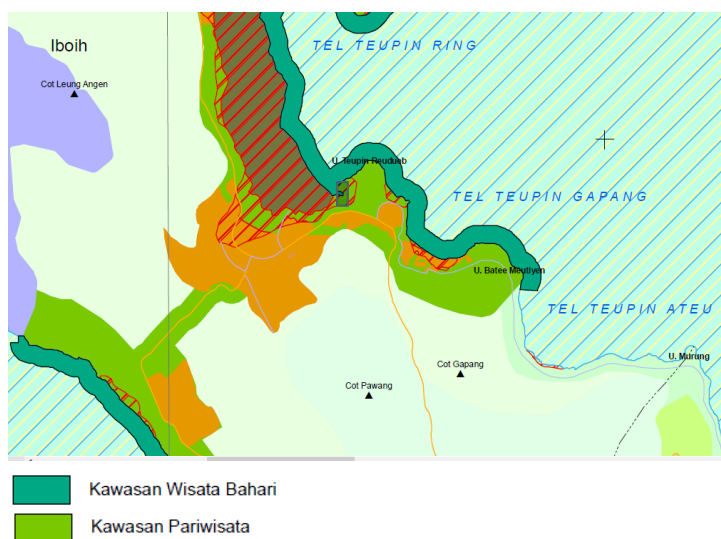 Iboih
TEL TEUPIN RING
Cot Leung Angen
U. Teupin Reudueb
TEL TEUPIN GAPANG
U. Batee Meutiyen
TEL TEUPIN ATEU
U. Murung
Cot Gapang
Cot Pawang
Kawasan Wisata Bahari
Kawasan Pariwisata